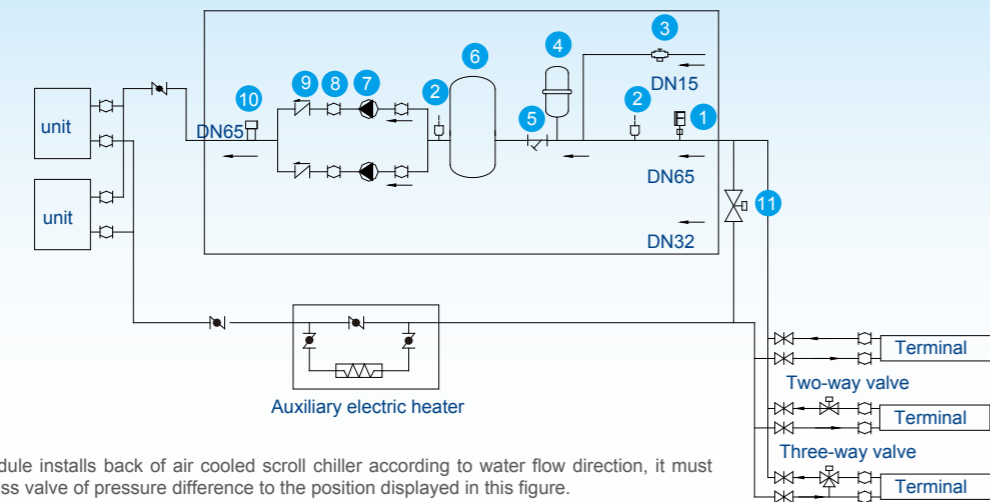 3
4
6
9
8
7
2
10
5
2
1
DN15
unit
DN65
DN65
unit
11
DN32
Terminal
Auxiliary electric heater
Two-way valve
Terminal
Three-way valve
dule installs back of air cooled scroll chiller according to water flow direction, it must
ss valve of pressure difference to the position displayed in this figure.
Terminal